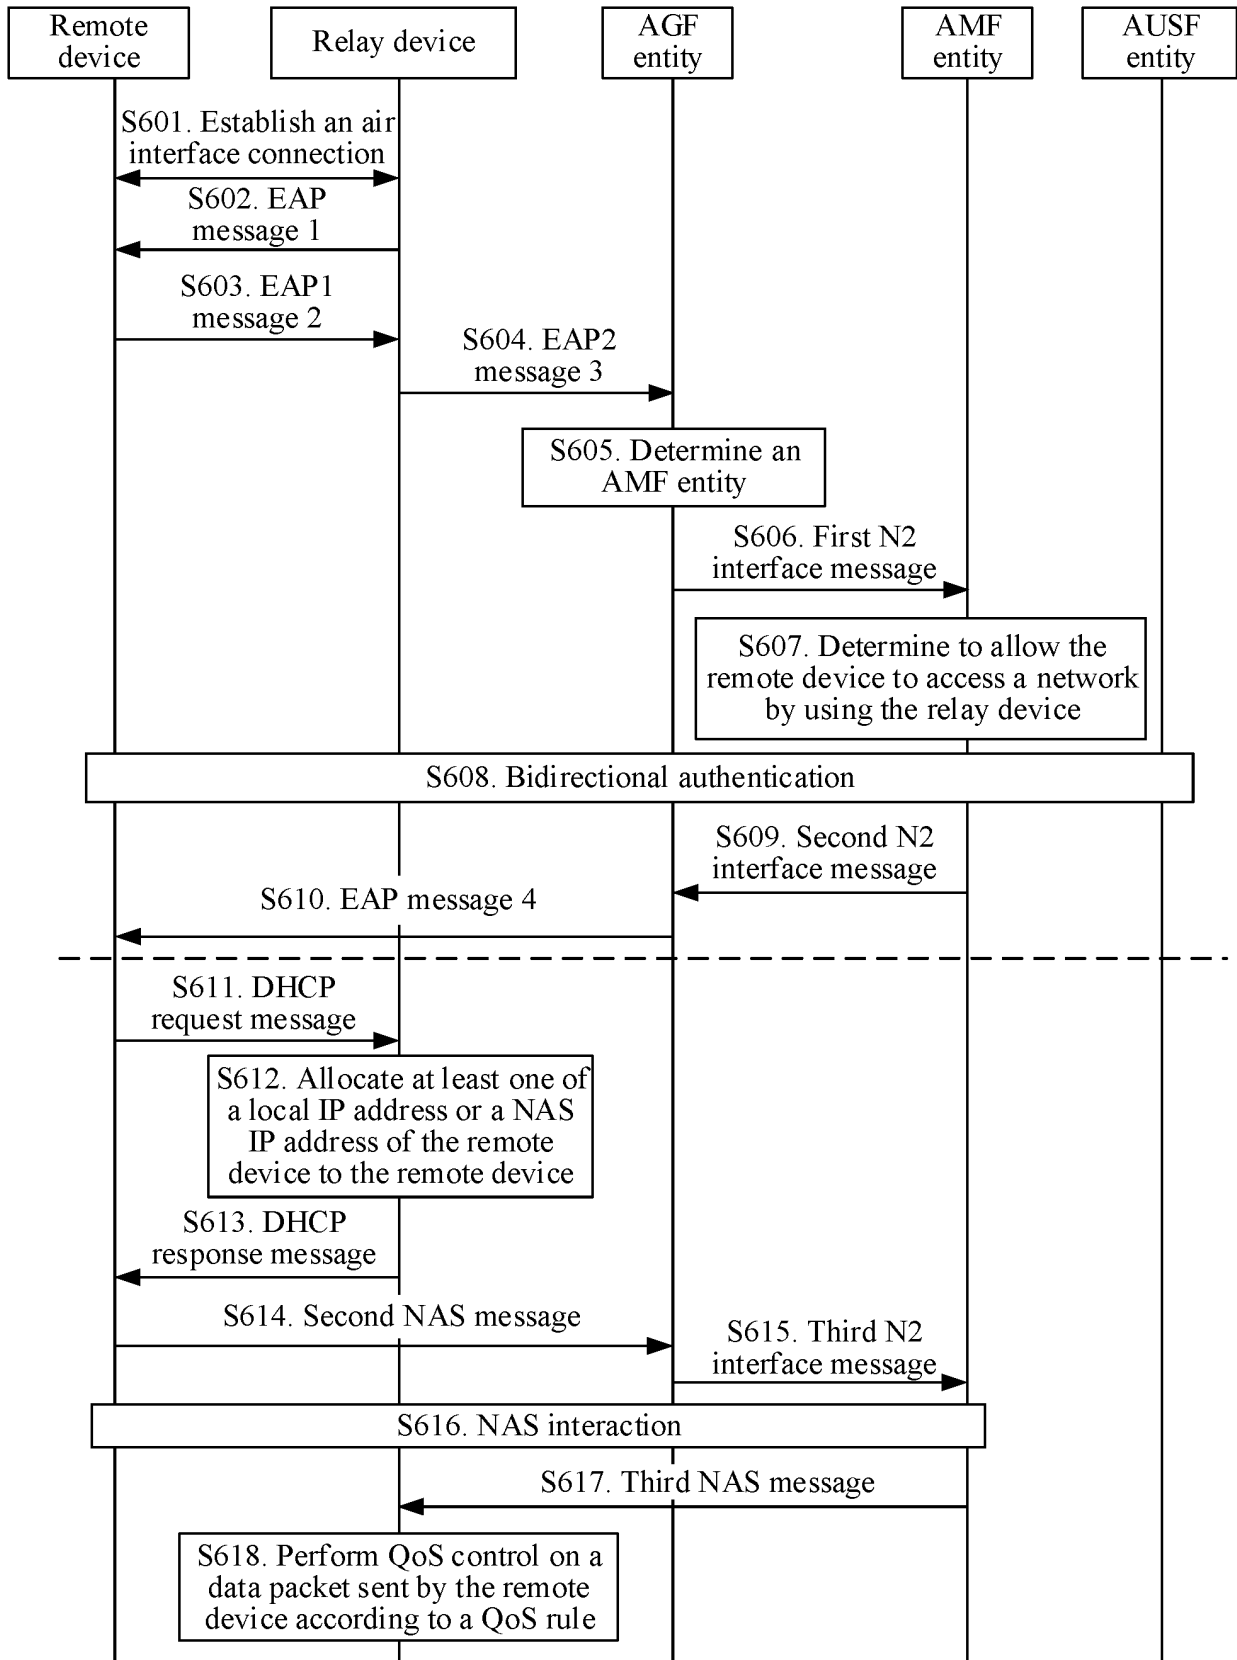 Remote
device
Relay device
AGF
entity
AMF
entity
AUSF
entity
S601. Establish an air
interface connection
S602. EAP
message 1
S603. EAP1
message 2
S604. EAP2
message 3
S605. Determine an
AMF entity
S606. First N2
interface message
S607. Determine to allow the
remote device to access a network
by using the relay device
S608. Bidirectional authentication
S609. Second N2
interface message
S610. EAP message 4
S611. DHCP
request message
S612. Allocate at least one of
a local IP address or a NAS
IP address of the remote
device to the remote device
S613. DHCP
response message
S614. Second NAS message
S615. Third N2
interface message
S616. NAS interaction
S617. Third NAS message
S618. Perform QoS control on a
data packet sent by the remote
device according to a QoS rule